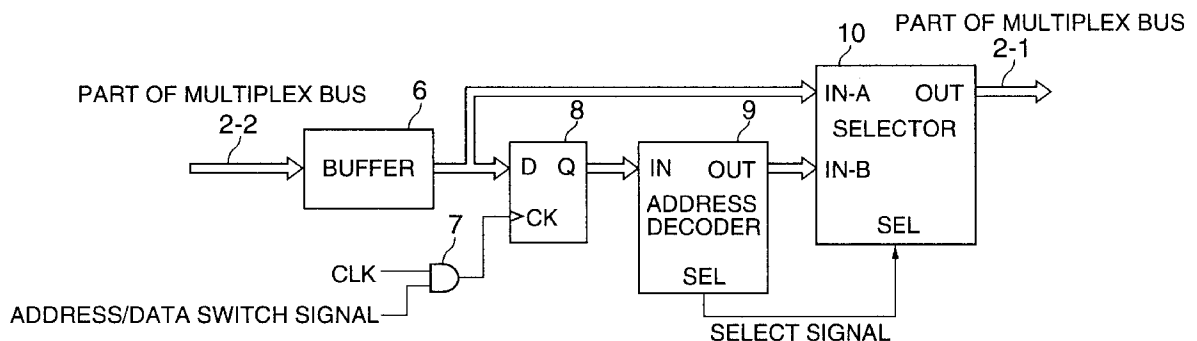 PART OF MULTIPLEX BUS
2-1
10
PART OF MULTIPLEX BUS
2-2
6
BUFFER
8
D Q
CK
9
IN OUT
ADDRESS
DECODER
SEL
IN-A OUT
SELECTOR
IN-B
SEL
7
CLK
ADDRESS/DATA SWITCH SIGNAL
SELECT SIGNAL